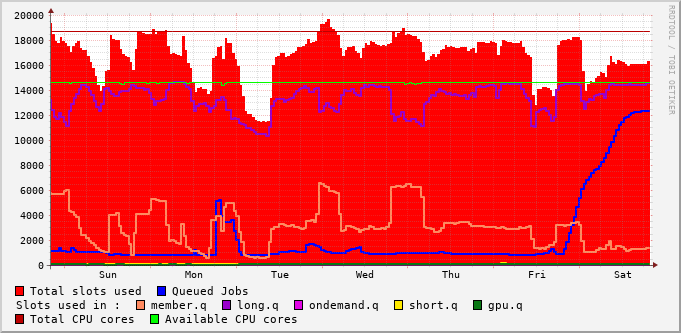 RRDTOOL / TOBI OETIKER
20000
18000
16000
14000
12000
10000
8000
6000
4000
2000
0
Sun Mon Tue Wed Thu Fri Sat
Total slots used Queued Jobs
Slots used in : member.q long.q ondemand.q short.q gpu.q
Total CPU cores Available CPU cores